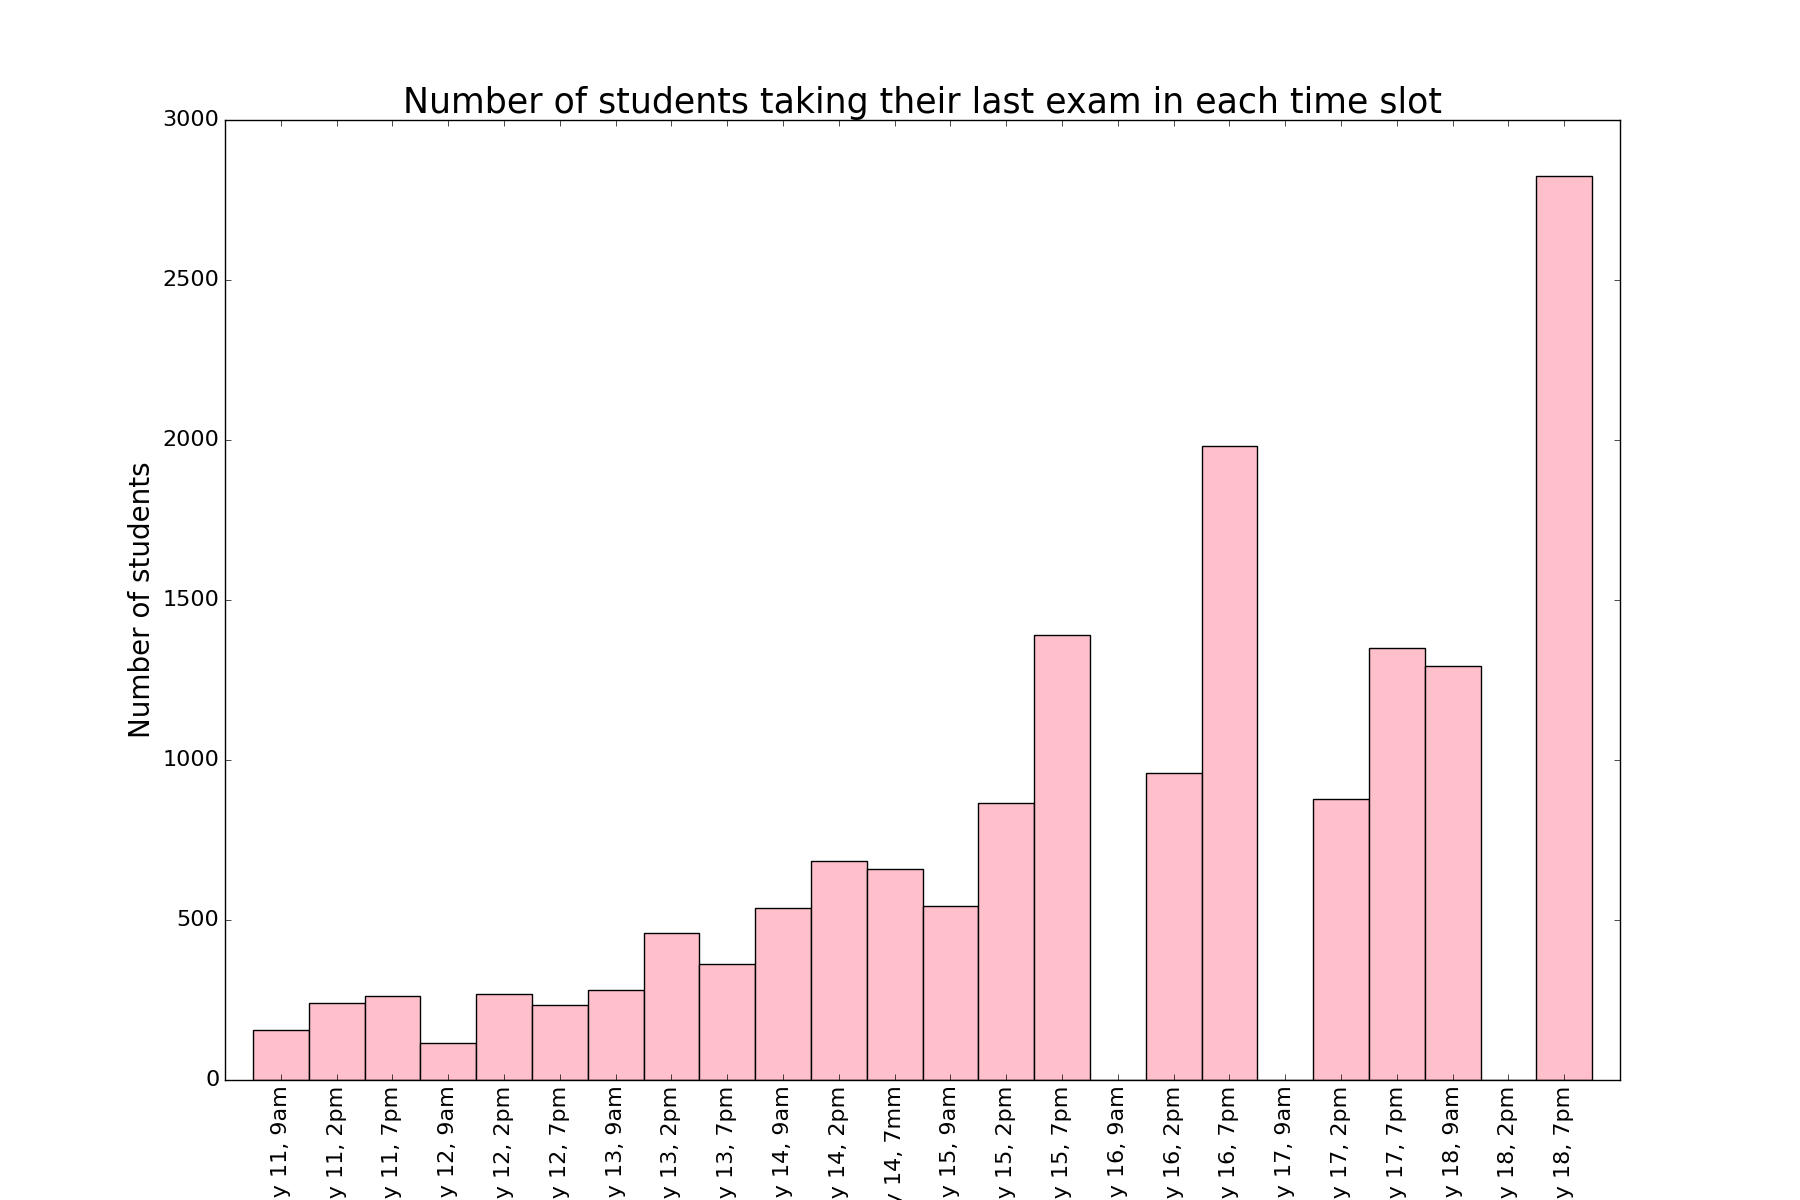 Number of students taking their last exam in each time slot
Number of students
3000
2500
2000
1500
1000
500
0
y 11, 9am
y 11, 2pm
y 11, 7pm
y 12, 9am
y 12, 2pm
y 12, 7pm
y 13, 9am
y 13, 2pm
y 13, 7pm
y 14, 9am
y 14, 2pm
y 14, 7mm
y 15, 9am
y 15, 2pm
y 15, 7pm
y 16, 9am
y 16, 2pm
y 16, 7pm
y 17, 9am
y 17, 2pm
y 17, 7pm
y 18, 9am
y 18, 2pm
y 18, 7pm